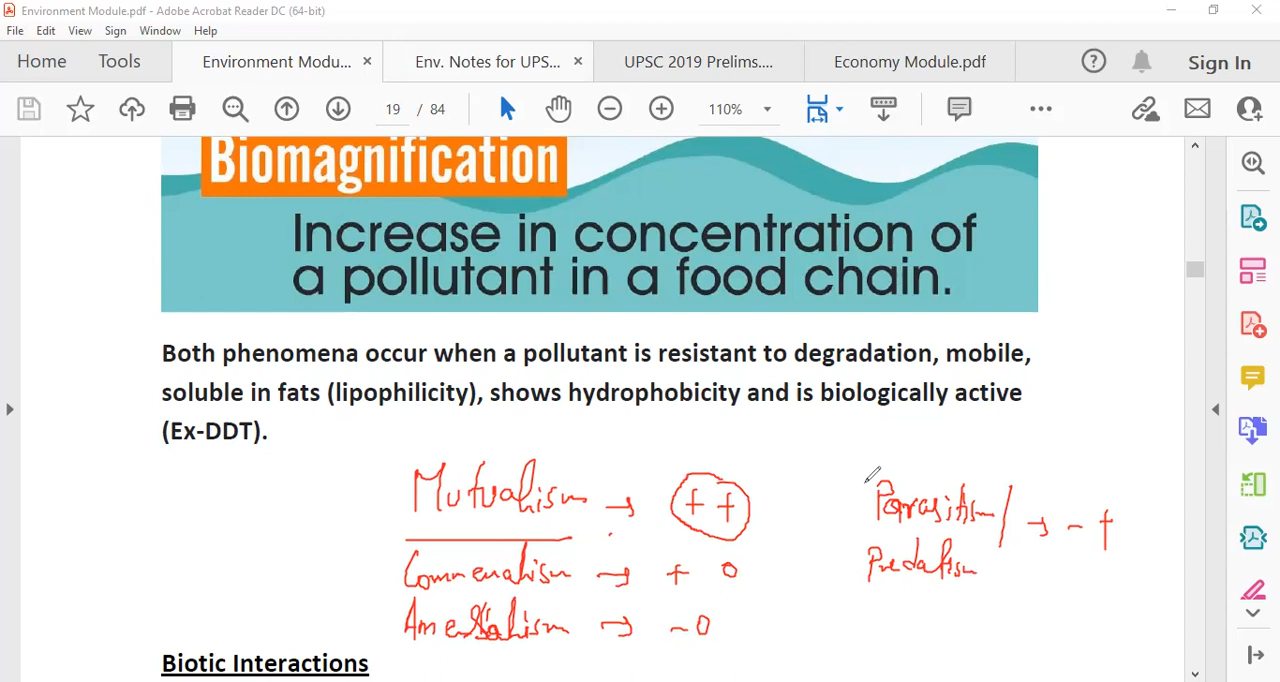 Environment Module.pdf - Adobe Acrobat Reader DC (64-bit)
File Edit View Sign Window Help
Home Tools Environment Modu... × Env. Notes for UPS... × UPSC 2019 Prelims.... Economy Module.pdf Sign In
19 / 84 110%
Biomagnification
Increase in concentration of
a pollutant in a food chain.
Both phenomena occur when a pollutant is resistant to degradation, mobile,
soluble in fats (lipophilicity), shows hydrophobicity and is biologically active
(Ex-DDT).
Mutualism → + +
Commenalism → + 0
Amensalism → - 0
Parasitism / → - +
Predatism
Biotic Interactions